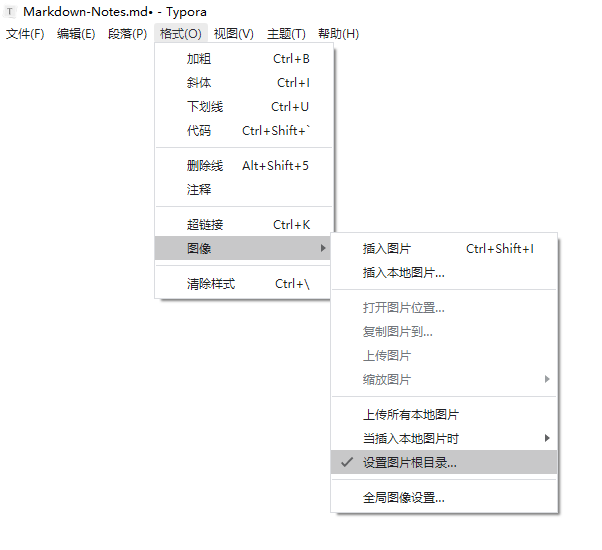 T Markdown-Notes.md• - Typora
文件(F) 编辑(E) 段落(P) 格式(O) 视图(V) 主题(T) 帮助(H)
加粗 Ctrl+B
斜体 Ctrl+I
下划线 Ctrl+U
代码 Ctrl+Shift+`
删除线 Alt+Shift+5
注释
超链接 Ctrl+K
图像
清除样式 Ctrl+\
插入图片 Ctrl+Shift+I
插入本地图片...
打开图片位置...
复制图片到...
上传图片
缩放图片
上传所有本地图片
当插入本地图片时
设置图片根目录...
全局图像设置...